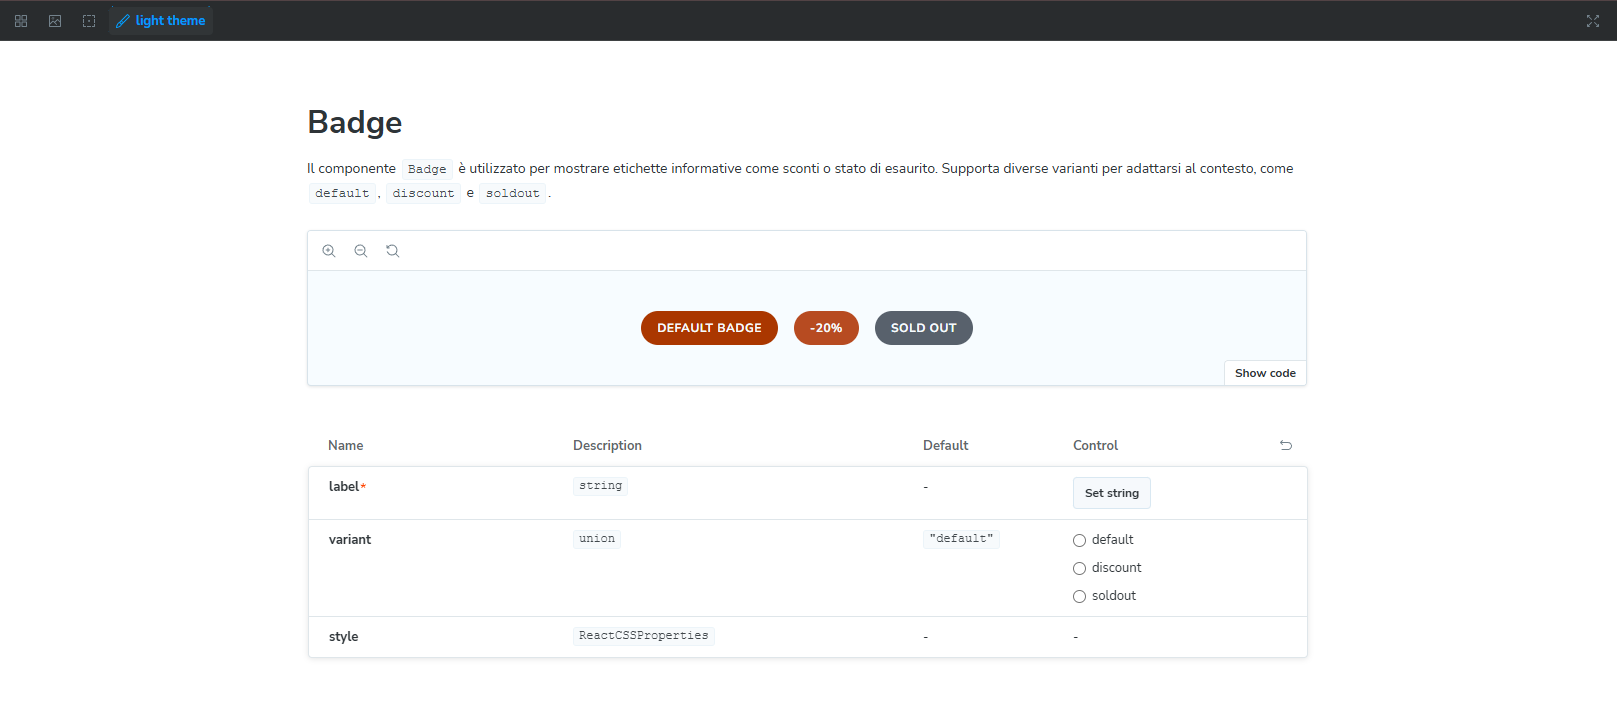 light theme
Badge
Il componente Badge è utilizzato per mostrare etichette informative come sconti o stato di esaurito. Supporta diverse varianti per adattarsi al contesto, come
default, discount e soldout.
DEFAULT BADGE -20% SOLD OUT
Show code
Name Description Default Control
label* string - Set string
variant union "default" default
discount
soldout
style ReactCSSProperties - -